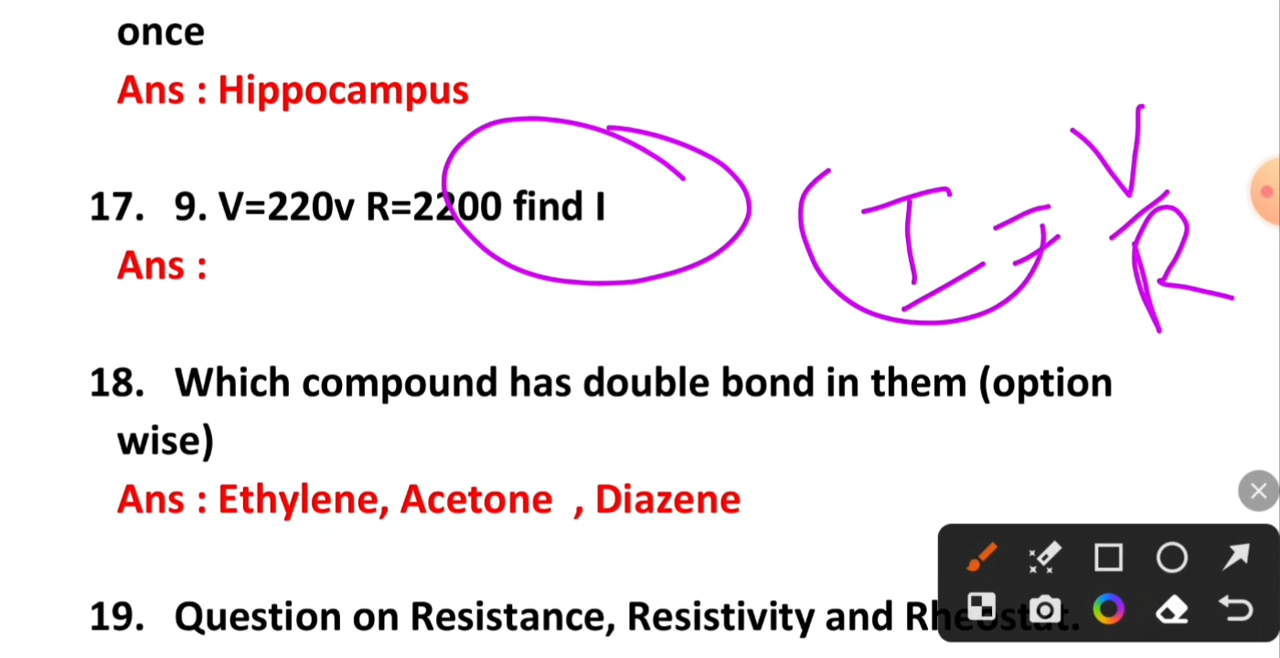 once
Ans : Hippocampus
17. 9. V=220v R=2200 find I
I = V/R
Ans :
18. Which compound has double bond in them (option
wise)
Ans : Ethylene, Acetone , Diazene
19. Question on Resistance, Resistivity and Rheostat.